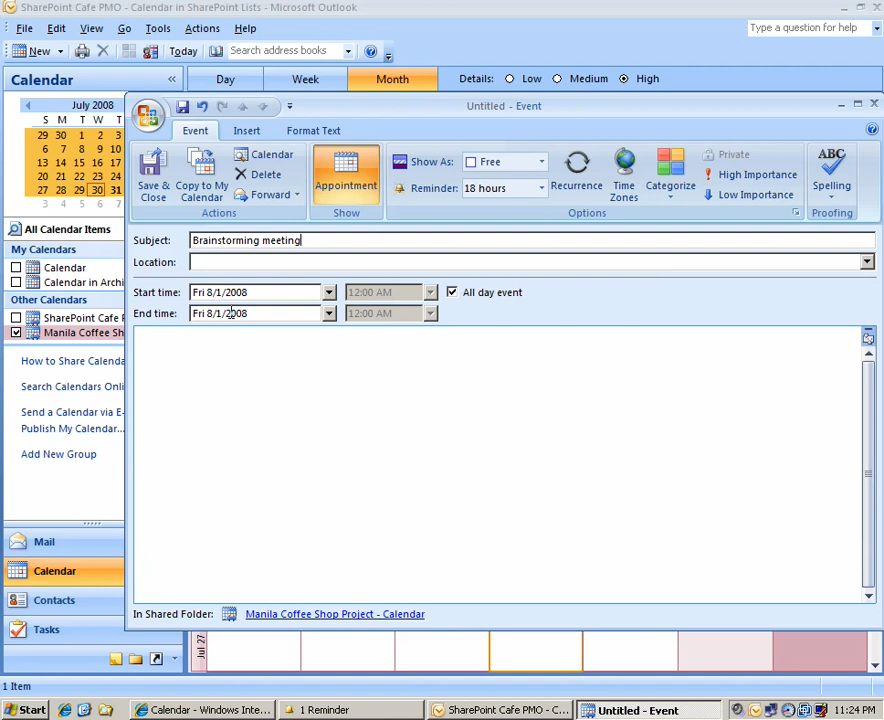 SharePoint Cafe PMO - Calendar in SharePoint Lists - Microsoft Outlook
File Edit View Go Tools Actions Help
Type a question for help
New Today Search address books
Calendar « Day Week Month Details: Low Medium High
July 2008
S M T W T
29 30 1 2 3
6 7 8 9 10
13 14 15 16 17
20 21 22 23 24
27 28 29 30 31
3 4 5 6 7
All Calendar Items
My Calendars
Calendar
Calendar in Archi
Other Calendars
SharePoint Cafe P
Manila Coffee Sh
How to Share Calenda
Search Calendars Onli
Send a Calendar via E-
Publish My Calendar...
Add New Group
Mail
Calendar
Contacts
Tasks
Untitled - Event
Event Insert Format Text
Save & Close
Copy to My Calendar
Calendar
Delete
Forward
Actions
Appointment
Show
Show As: Free
Reminder: 18 hours
Recurrence
Time Zones
Categorize
Private
High Importance
Low Importance
Options
ABC
Spelling
Proofing
Subject: Brainstorming meeting
Location:
Start time: Fri 8/1/2008 12:00 AM All day event
End time: Fri 8/1/2008 12:00 AM
In Shared Folder: Manila Coffee Shop Project - Calendar
Jul 27
1 Item
Start Calendar - Windows Inte... 1 Reminder SharePoint Cafe PMO - C... Untitled - Event 11:24 PM